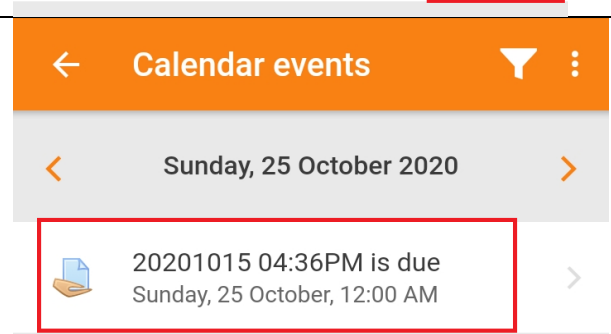 Calendar events
Sunday, 25 October 2020
20201015 04:36PM is due
Sunday, 25 October, 12:00 AM